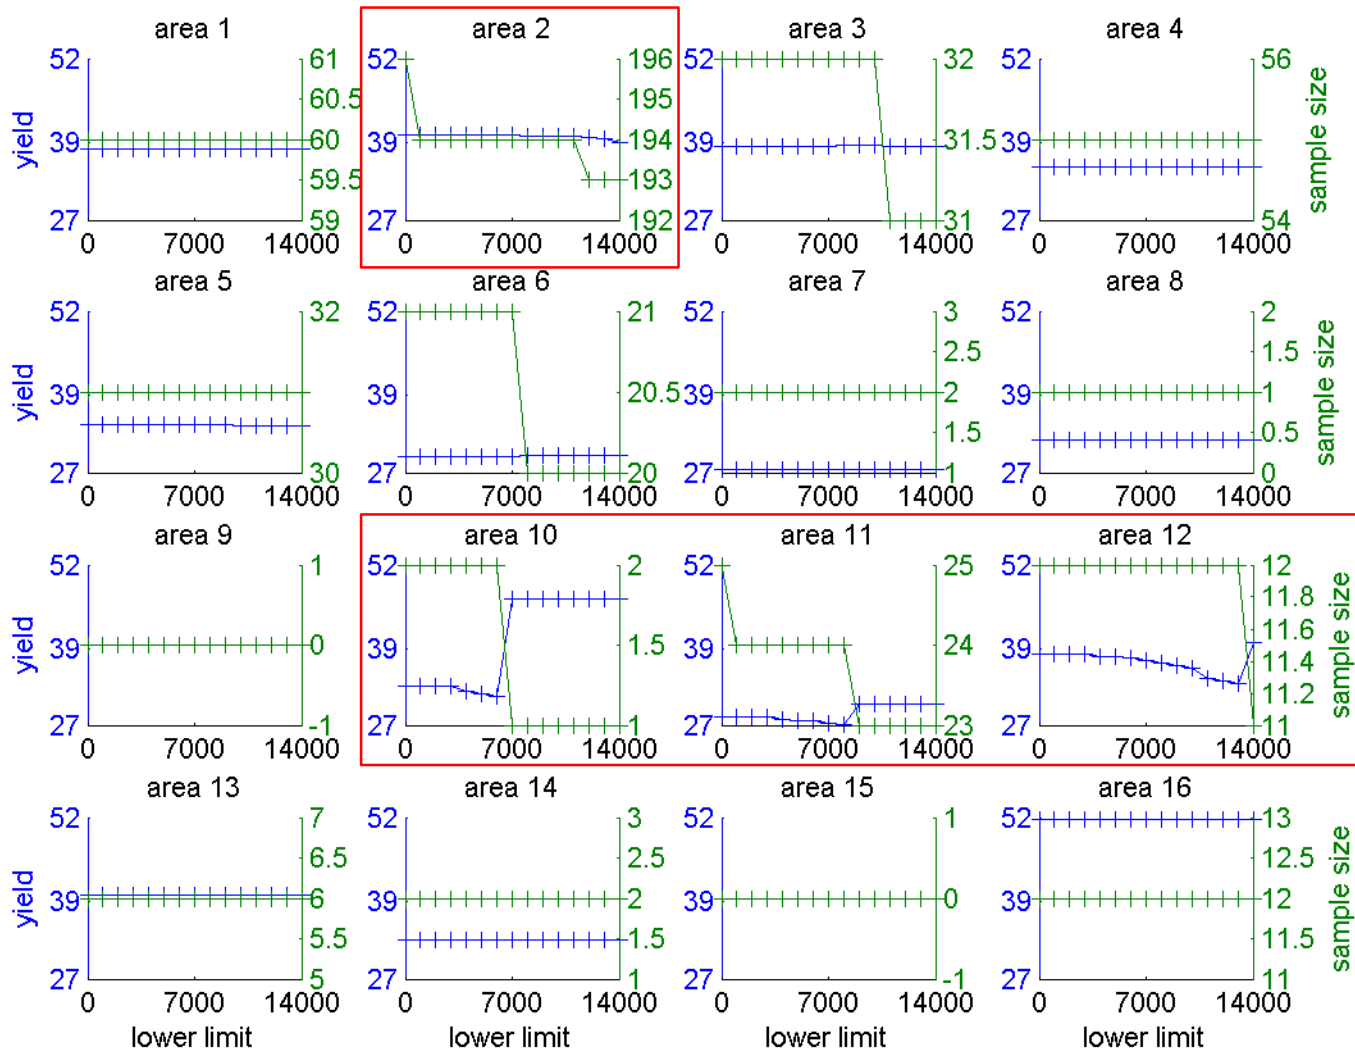 area 1 area 2 area 3 area 4
52 61 52 196 52 32 52 56
60.5 195
yield 39 60 39 194 39 31.5 39 sample size
59.5 193
27 59 27 192 27 31 27 54
0 7000 14000 0 7000 14000 0 7000 14000 0 7000 14000
area 5 area 6 area 7 area 8
52 32 52 21 52 3 52 2
2.5 1.5
yield 39 39 20.5 39 2 39 1 sample size
1.5 0.5
27 30 27 20 27 1 27 0
0 7000 14000 0 7000 14000 0 7000 14000 0 7000 14000
area 9 area 10 area 11 area 12
52 1 52 2 52 25 52 12
11.8
yield 39 0 39 1.5 39 24 39 11.6 sample size
11.4
11.2
27 -1 27 1 27 23 27 11
0 7000 14000 0 7000 14000 0 7000 14000 0 7000 14000
area 13 area 14 area 15 area 16
52 7 52 3 52 1 52 13
6.5 2.5 12.5
yield 39 6 39 2 39 0 39 12 sample size
5.5 1.5 11.5
27 5 27 1 27 -1 27 11
0 7000 14000 0 7000 14000 0 7000 14000 0 7000 14000
lower limit lower limit lower limit lower limit